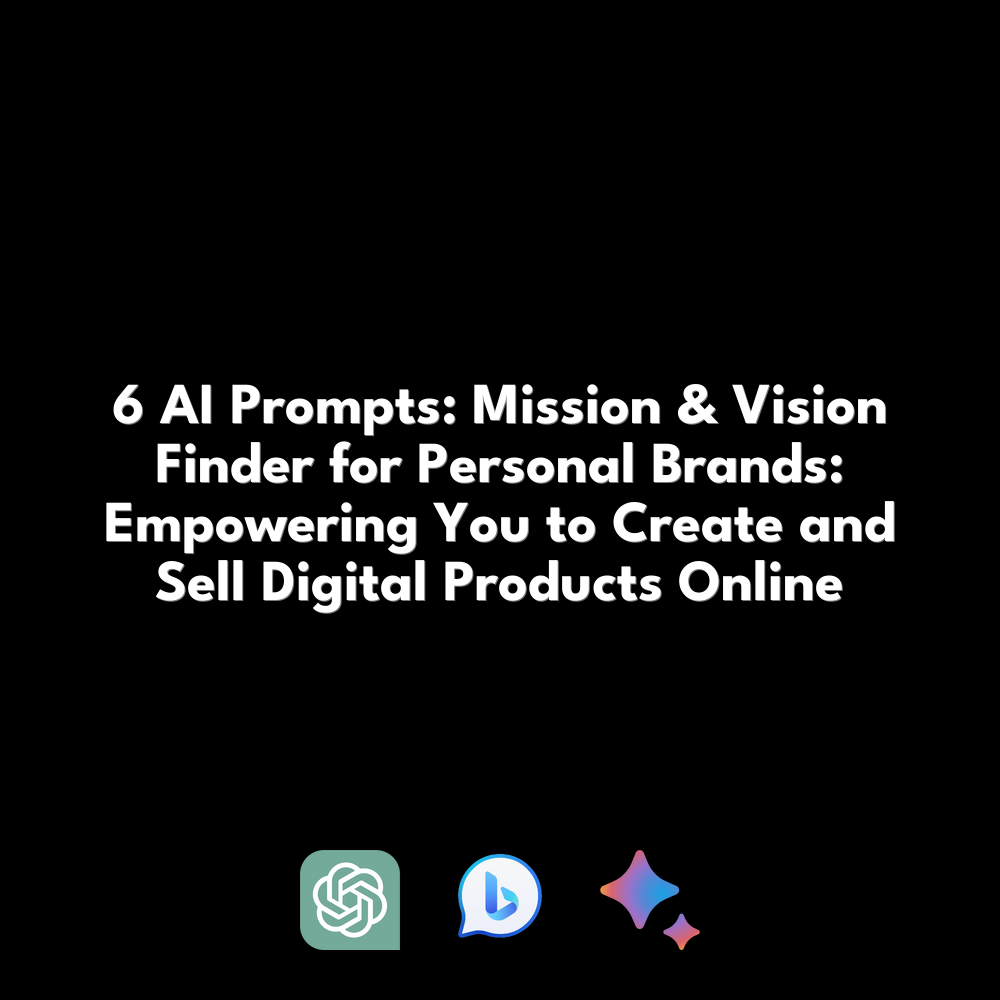 6 AI Prompts: Mission & Vision
Finder for Personal Brands:
Empowering You to Create and
Sell Digital Products Online